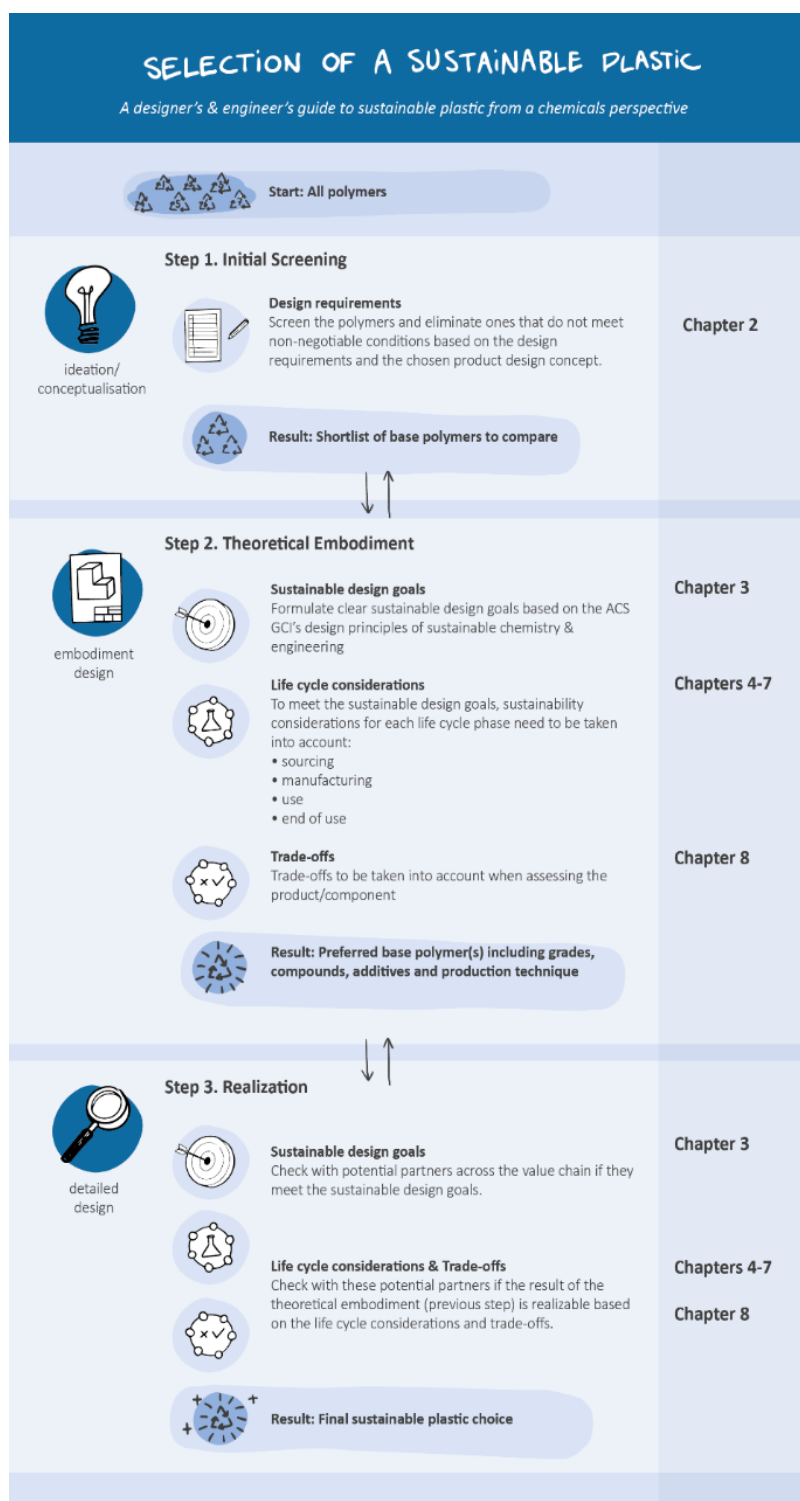 SELECTiON OF A SUSTAiNABLE PLASTiC
A designer's & engineer's guide to sustainable plastic from a chemicals perspective
Start: All polymers
Step 1. Initial Screening
ideation/
conceptualisation
Design requirements
Screen the polymers and eliminate ones that do not meet
non-negotiable conditions based on the design
requirements and the chosen product design concept.
Chapter 2
Result: Shortlist of base polymers to compare
Step 2. Theoretical Embodiment
embodiment
design
Sustainable design goals
Formulate clear sustainable design goals based on the ACS
GCI's design principles of sustainable chemistry &
engineering
Chapter 3
Life cycle considerations
To meet the sustainable design goals, sustainability
considerations for each life cycle phase need to be taken
into account:
• sourcing
• manufacturing
• use
• end of use
Chapters 4-7
Trade-offs
Trade-offs to be taken into account when assessing the
product/component
Chapter 8
Result: Preferred base polymer(s) including grades,
compounds, additives and production technique
Step 3. Realization
detailed
design
Sustainable design goals
Check with potential partners across the value chain if they
meet the sustainable design goals.
Chapter 3
Life cycle considerations & Trade-offs
Check with these potential partners if the result of the
theoretical embodiment (previous step) is realizable based
on the life cycle considerations and trade-offs.
Chapters 4-7
Chapter 8
Result: Final sustainable plastic choice